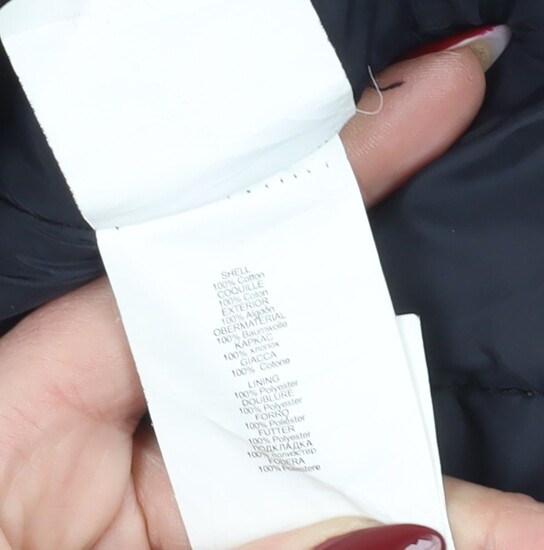 SHELL
100% Cotton
COQUILLE
100% Coton
EXTERIOR
100% Algodón
OBERMATERIAL
100% Baumwolle
КАРКАС
100% хлопок
GIACCA
100% Cotone
LINING
100% Polyester
DOUBLURE
100% Polyester
FORRO
100% Poliéster
FUTTER
100% Polyester
ПОДКЛАДКА
100% полиэстер
FODERA
100% Poliestere